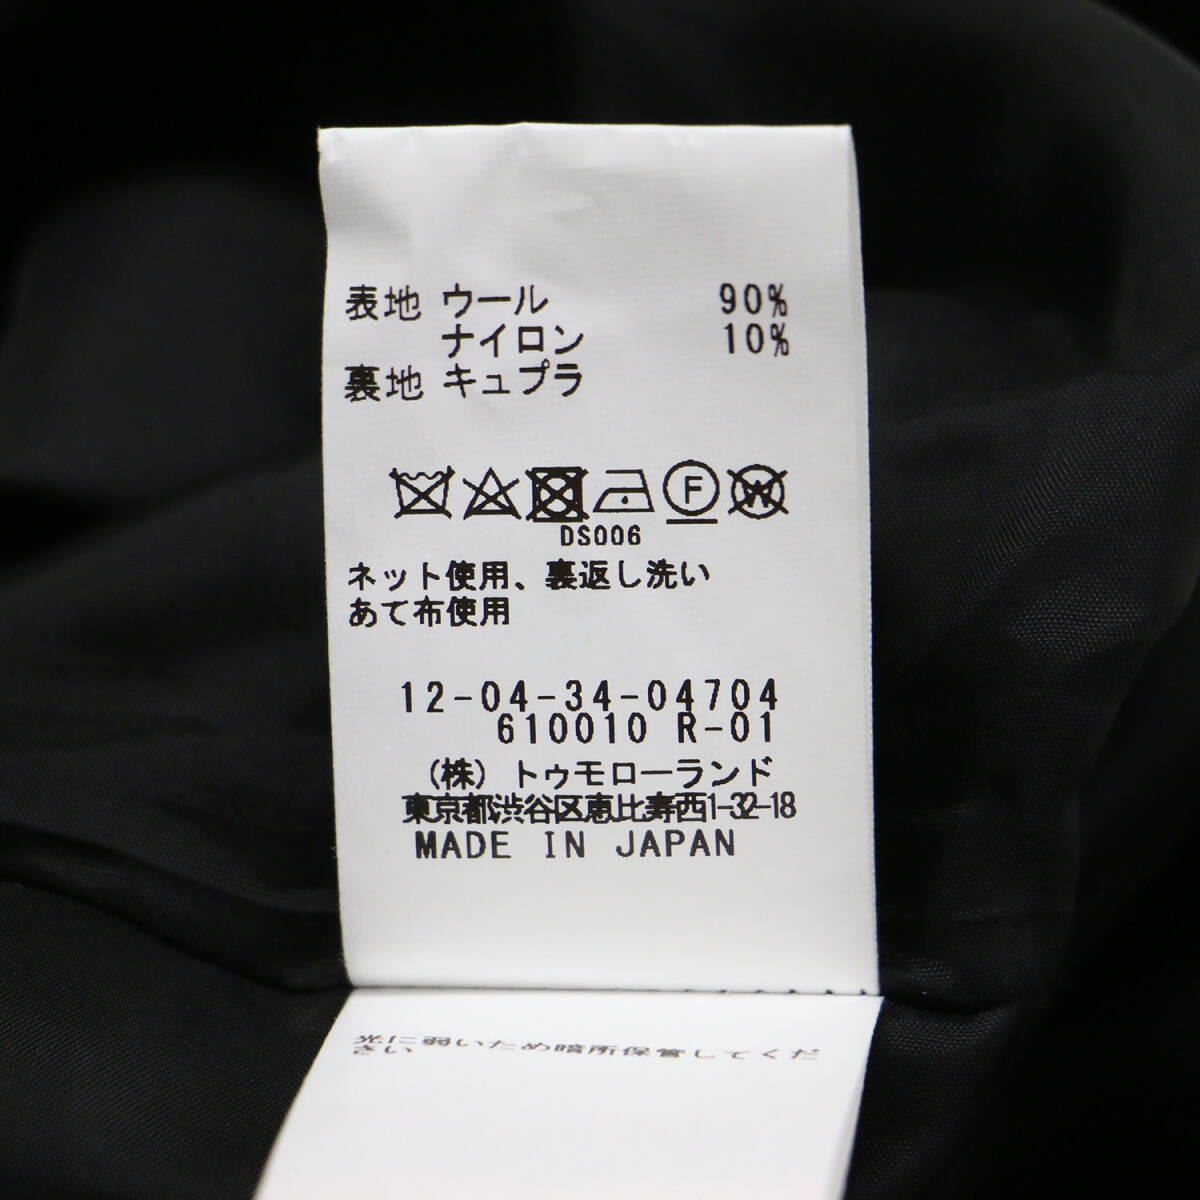 表地 ウール 90%
ナイロン 10%
裏地 キュプラ
F W
DS006
ネット使用、裏返し洗い
あて布使用
12-04-34-04704
610010 R-01
(株) トゥモローランド
東京都渋谷区恵比寿西1-32-18
MADE IN JAPAN
光に弱いため暗所保管してくだ
さい